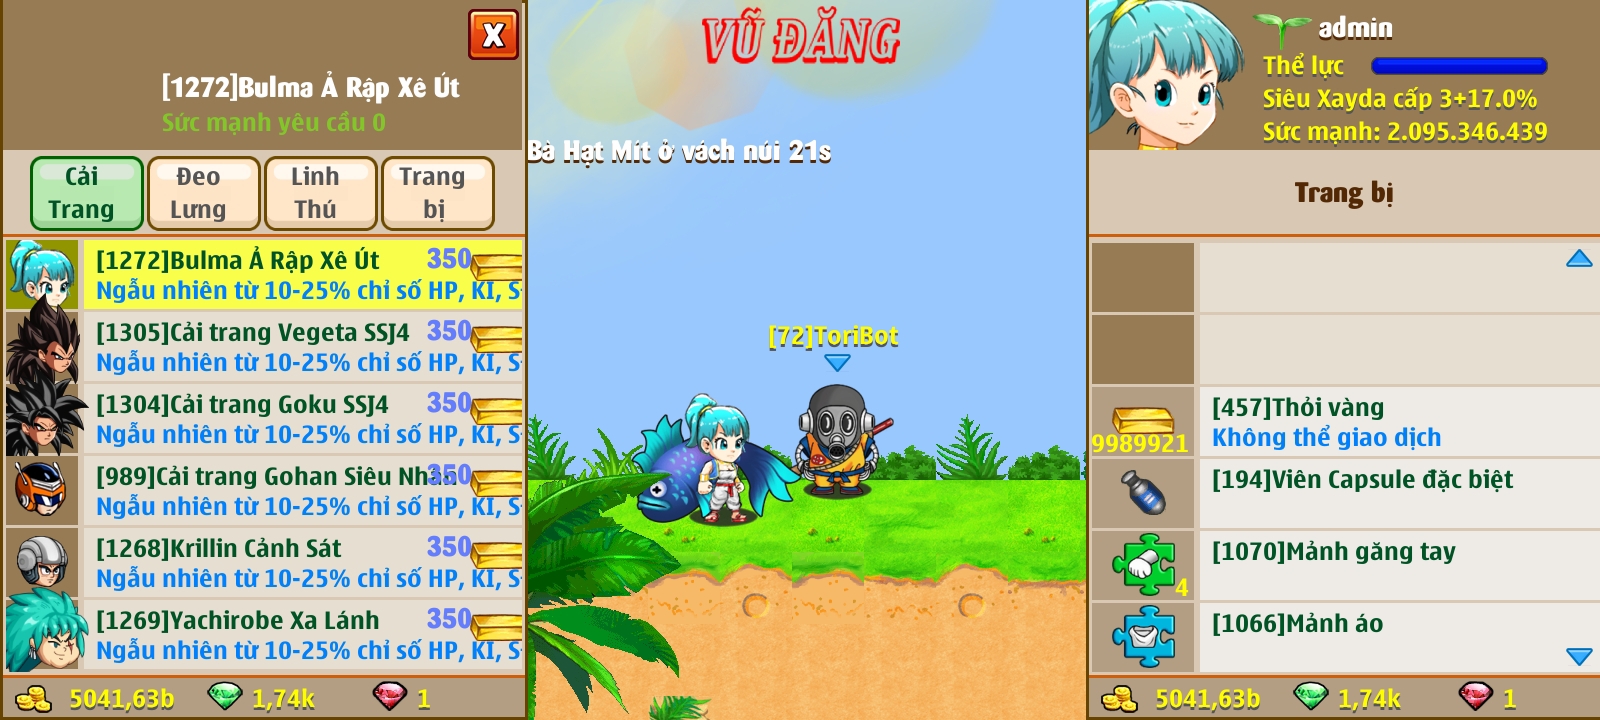 X
[1272]Bulma Ả Rập Xê Út
Sức mạnh yêu cầu 0
Cải Trang
Đeo Lưng
Linh Thú
Trang bị
[1272]Bulma Ả Rập Xê Út 350
Ngẫu nhiên từ 10-25% chỉ số HP, KI, S
[1305]Cải trang Vegeta SSJ4 350
Ngẫu nhiên từ 10-25% chỉ số HP, KI, S
[1304]Cải trang Goku SSJ4 350
Ngẫu nhiên từ 10-25% chỉ số HP, KI, S
[989]Cải trang Gohan Siêu Nhân 350
Ngẫu nhiên từ 10-25% chỉ số HP, KI, S
[1268]Krillin Cảnh Sát 350
Ngẫu nhiên từ 10-25% chỉ số HP, KI, S
[1269]Yachirobe Xa Lánh 350
Ngẫu nhiên từ 10-25% chỉ số HP, KI, S
5041,63b 1,74k 1
VŨ ĐĂNG
Bà Hạt Mít ở vách núi 21s
[72]ToriBot
admin
Thể lực
Siêu Xayda cấp 3+17.0%
Sức mạnh: 2.095.346.439
Trang bị
[457]Thỏi vàng
Không thể giao dịch
9989921
[194]Viên Capsule đặc biệt
[1070]Mảnh găng tay
4
[1066]Mảnh áo
5041,63b 1,74k 1